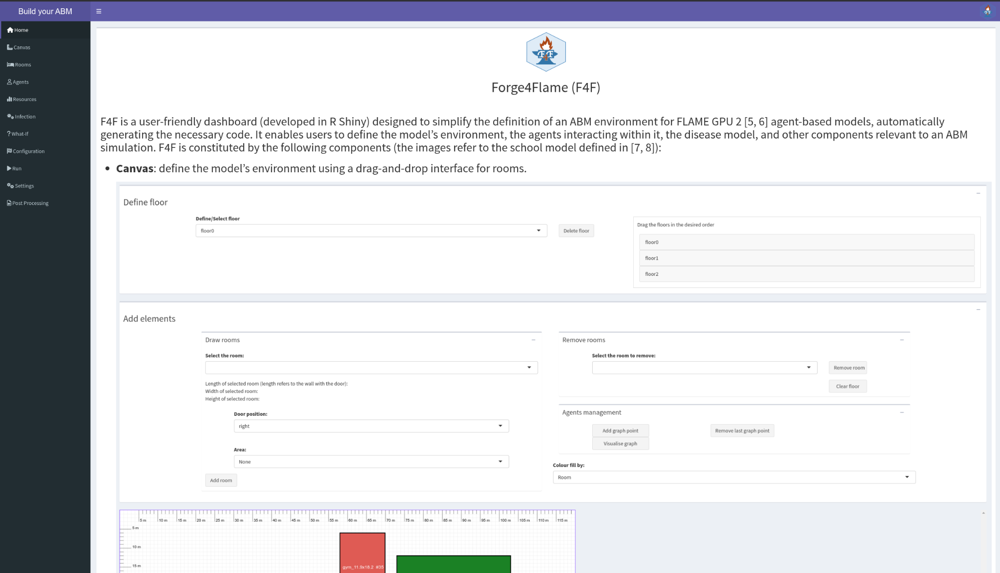 Build your ABM
Home
Canvas
Rooms
Agents
Resources
Infection
What-If
Configuration
Run
Settings
Post Processing
Forge4Flame (F4F)
F4F is a user-friendly dashboard (developed in R Shiny) designed to simplify the definition of an ABM environment for FLAME GPU 2 [5, 6] agent-based models, automatically
generating the necessary code. It enables users to define the model’s environment, the agents interacting within it, the disease model, and other components relevant to an ABM
simulation. F4F is constituted by the following components (the images refer to the school model defined in [7, 8]):
• Canvas: define the model’s environment using a drag-and-drop interface for rooms.
Define floor
Define/Select floor
floor0
Delete floor
Drag the floors in the desired order
floor0
floor1
floor2
Add elements
Draw rooms
Select the room:
Length of selected room (length refers to the wall with the door):
Width of selected room:
Height of selected room:
Door position:
right
Area:
None
Add room
Remove rooms
Select the room to remove:
Remove room
Clear floor
Agents management
Add graph point
Remove last graph point
Visualise graph
Colour fill by:
Room
5 m 10 m 15 m 20 m 25 m 30 m 35 m 40 m 45 m 50 m 55 m 60 m 65 m 70 m 75 m 80 m 85 m 90 m 95 m 100 m 105 m 110 m 115 m
5 m
10 m
15 m
gym_11.9x18.2 #35